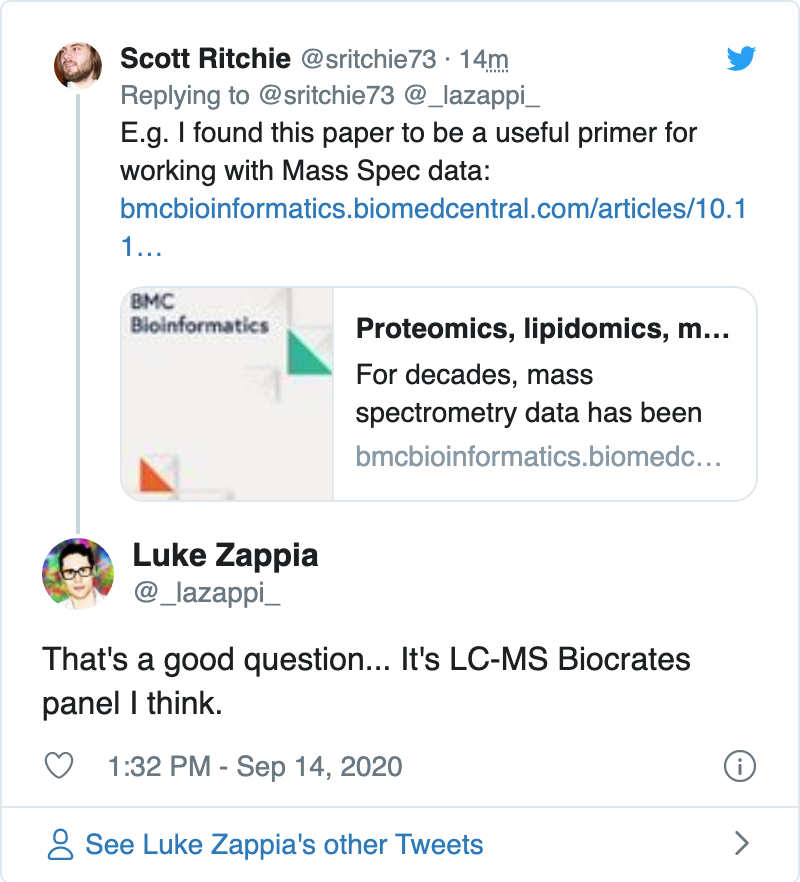 Scott Ritchie @sritchie73 · 14m
Replying to @sritchie73 @_lazappi_
E.g. I found this paper to be a useful primer for
working with Mass Spec data:
bmcbioinformatics.biomedcentral.com/articles/10.1
1…
BMC
Bioinformatics
Proteomics, lipidomics, m...
For decades, mass
spectrometry data has been
bmcbioinformatics.biomedc...
Luke Zappia
@_lazappi_
That's a good question... It's LC-MS Biocrates
panel I think.
1:32 PM - Sep 14, 2020
See Luke Zappia's other Tweets